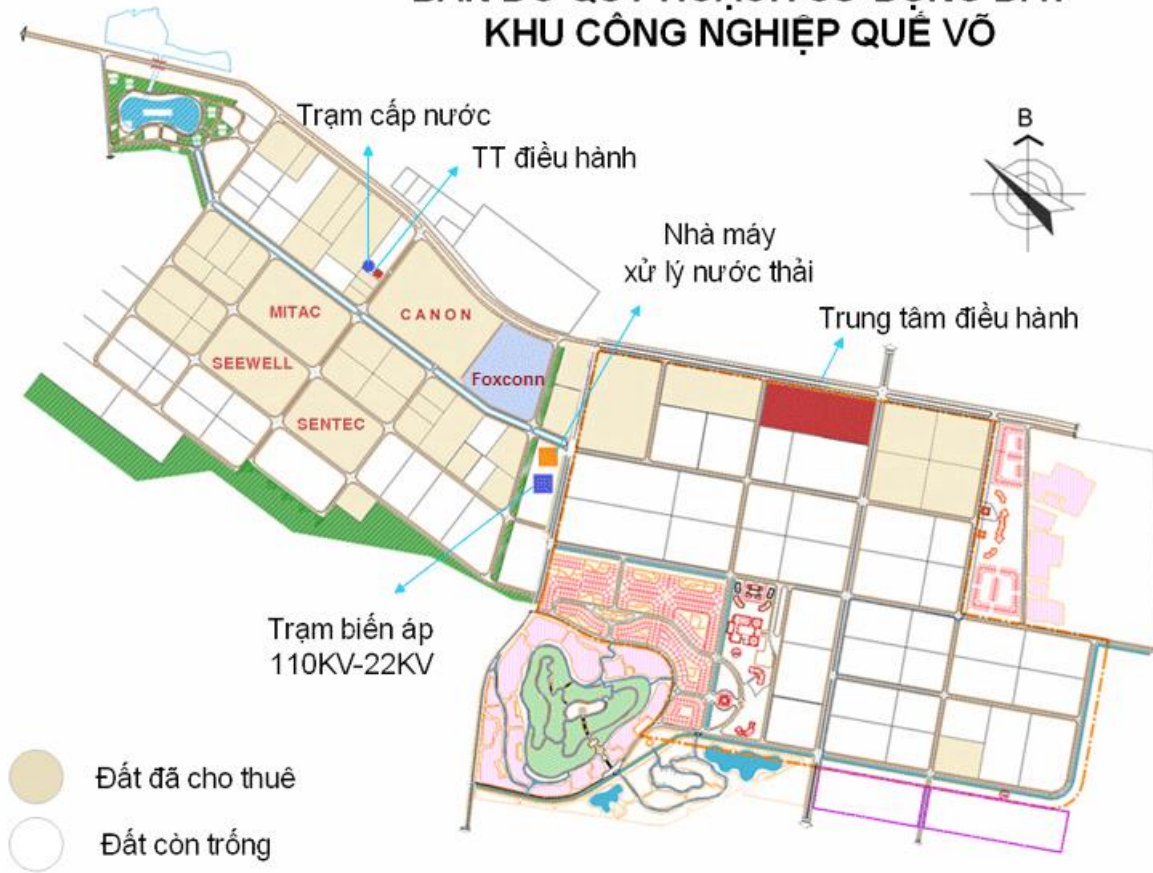 KHU CÔNG NGHIỆP QUẾ VÕ
Trạm cấp nước
TT điều hành
B
Nhà máy
xử lý nước thải
Trung tâm điều hành
MITAC
CANON
SEEWELL
Foxconn
SENTEC
Trạm biến áp
110KV-22KV
Đất đã cho thuê
Đất còn trống